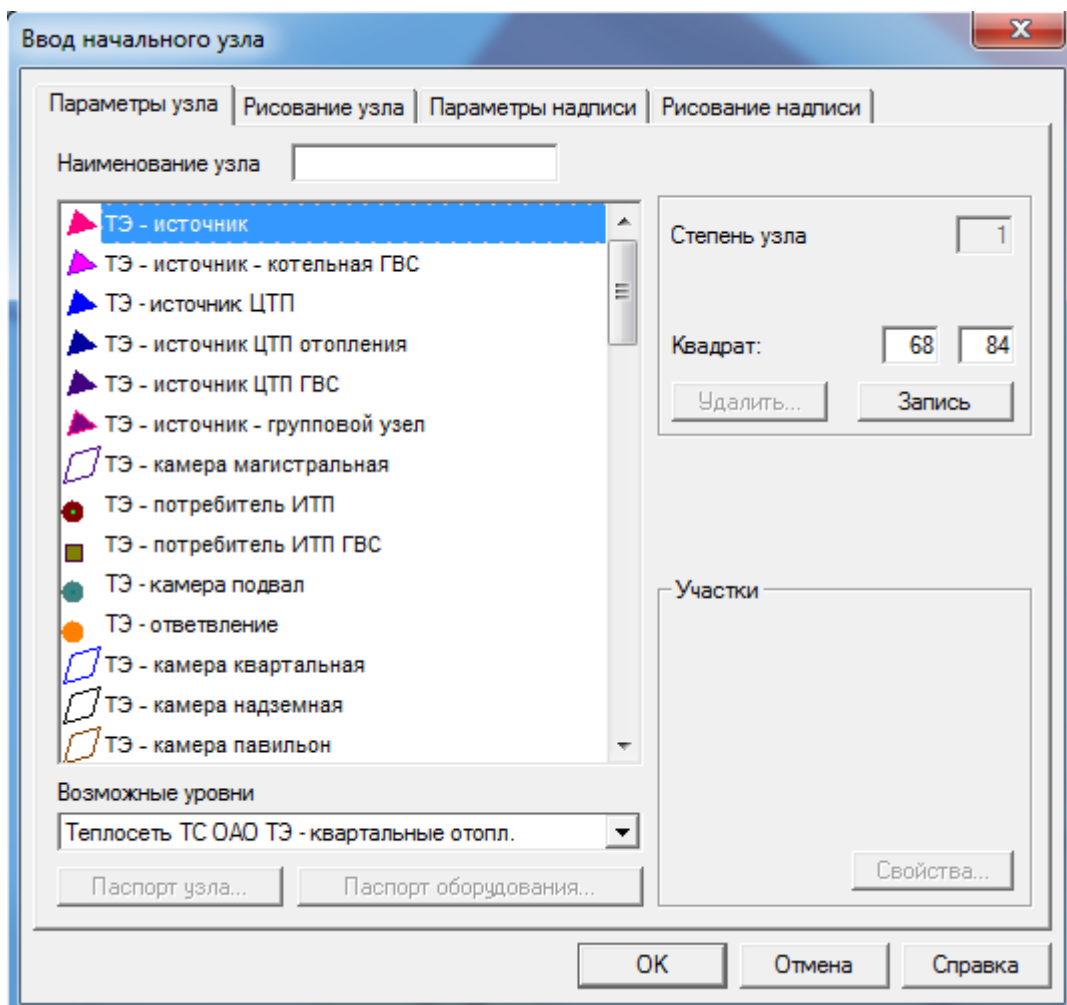 Ввод начального узла
Параметры узла Рисование узла Параметры надписи Рисование надписи
Наименование узла
ТЭ - источник
ТЭ - источник - котельная ГВС
ТЭ - источник ЦТП
ТЭ - источник ЦТП отопления
ТЭ - источник ЦТП ГВС
ТЭ - источник - групповой узел
ТЭ - камера магистральная
ТЭ - потребитель ИТП
ТЭ - потребитель ИТП ГВС
ТЭ - камера подвал
ТЭ - ответвление
ТЭ - камера квартальная
ТЭ - камера надземная
ТЭ - камера павильон
Возможные уровни
Теплосеть ТС ОАО ТЭ - квартальные отопл.
Паспорт узла... Паспорт оборудования...
Степень узла 1
Квадрат: 68 84
Удалить... Запись
Участки
Свойства...
OK Отмена Справка